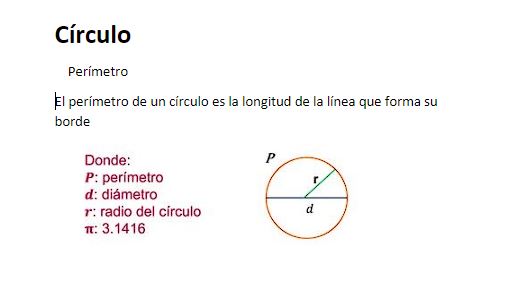 Círculo
Perímetro
El perímetro de un círculo es la longitud de la línea que forma su
borde
Donde:
P: perímetro
d: diámetro
r: radio del círculo
π: 3.1416
P
r
d